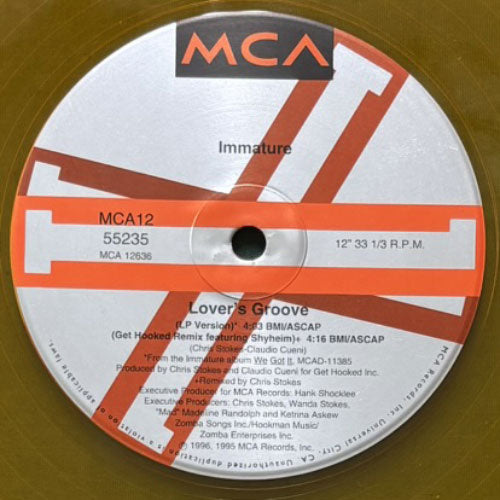 MCA
Immature
MCA12
55235
MCA 12636
12" 33 1/3 R.P.M.
Lover's Groove
(LP Version)* 4:03 BMI/ASCAP
(Get Hooked Remix featuring Shyheim)+ 4:16 BMI/ASCAP
(Chris Stokes-Claudio Cueni)
*From the Immature album We Got It, MCAD-11385
Produced by Chris Stokes and Claudio Cueni for Get Hooked Inc.
+Remixed by Chris Stokes
Executive Producer for MCA Records: Hank Shocklee
Executive Producers: Chris Stokes, Wanda Stokes,
"Mad" Madeline Randolph and Ketrina Askew
Zomba Songs Inc./Hookman Music/
Zomba Enterprises Inc.
℗ 1996, 1995 MCA Records, Inc.
MCA Records, Inc. Universal City, CA. Unauthorized duplication is a violation of applicable laws.